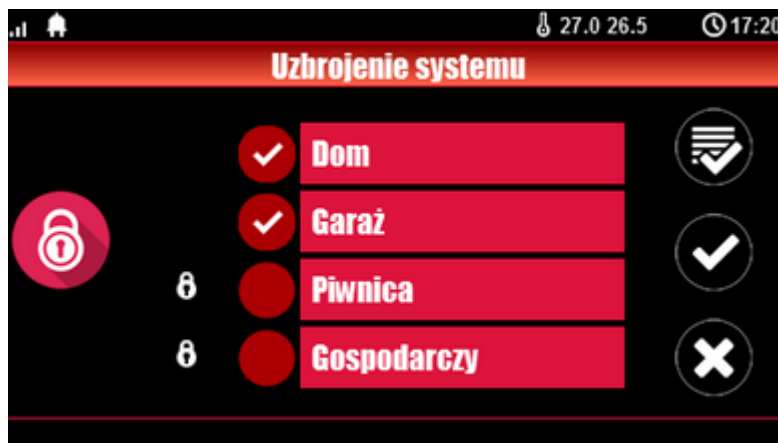 27.0 26.5 17:20
Uzbrojenie systemu
Dom
Garaż
Piwnica
Gospodarczy